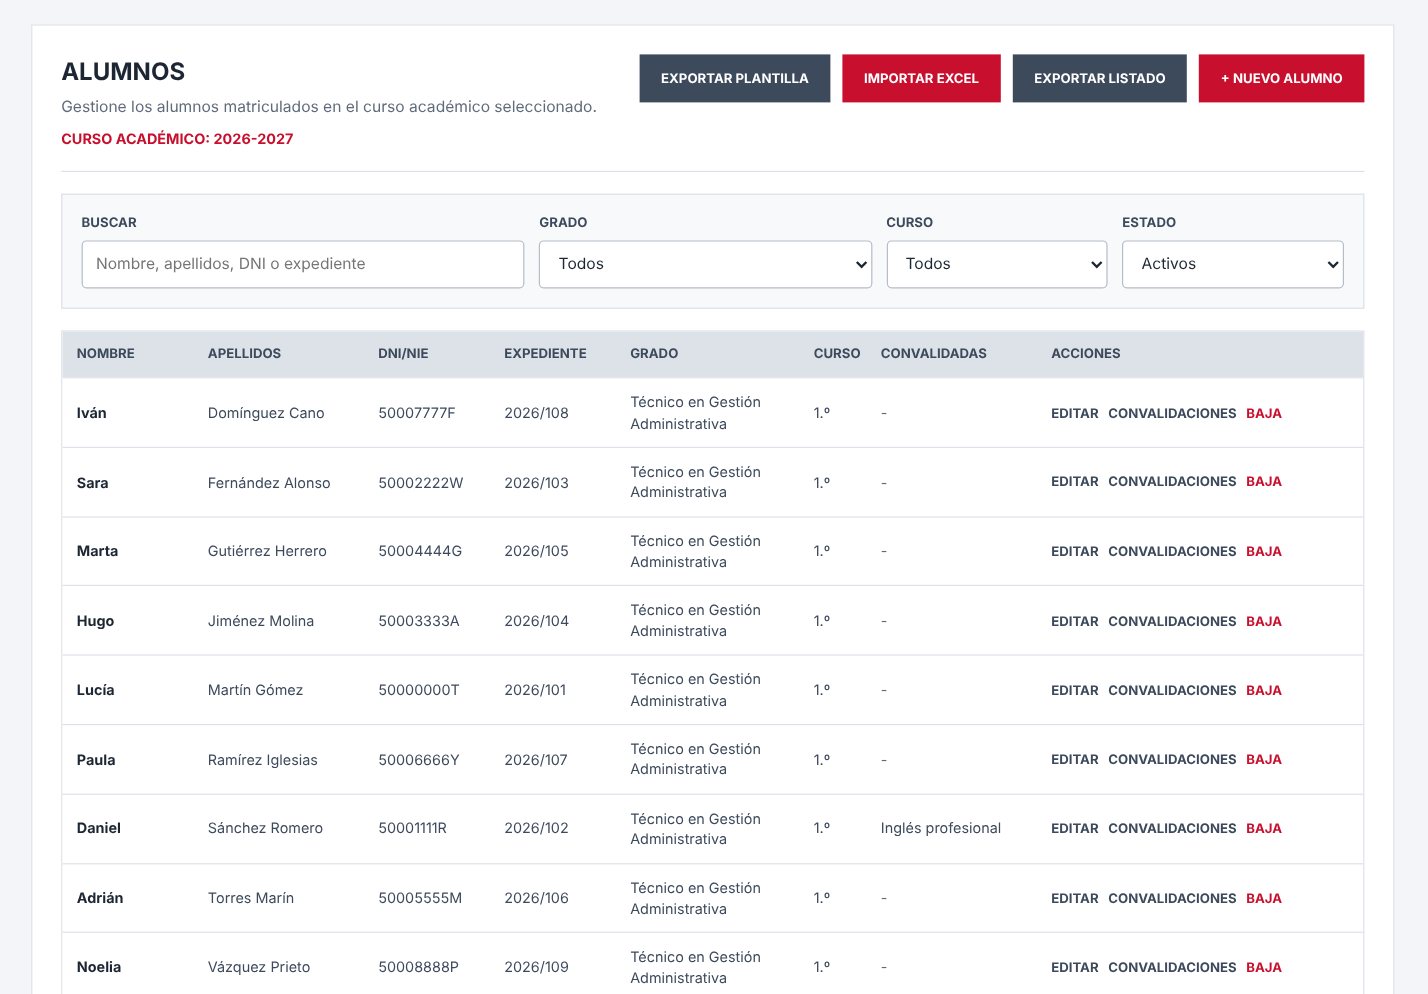 ALUMNOS
Gestione los alumnos matriculados en el curso académico seleccionado.
CURSO ACADÉMICO: 2026-2027
EXPORTAR PLANTILLA IMPORTAR EXCEL EXPORTAR LISTADO + NUEVO ALUMNO
BUSCAR GRADO CURSO ESTADO
Nombre, apellidos, DNI o expediente Todos Todos Activos
NOMBRE APELLIDOS DNI/NIE EXPEDIENTE GRADO CURSO CONVALIDADAS ACCIONES
Iván Domínguez Cano 50007777F 2026/108 Técnico en Gestión Administrativa 1.º - EDITAR CONVALIDACIONES BAJA
Sara Fernández Alonso 50002222W 2026/103 Técnico en Gestión Administrativa 1.º - EDITAR CONVALIDACIONES BAJA
Marta Gutiérrez Herrero 50004444G 2026/105 Técnico en Gestión Administrativa 1.º - EDITAR CONVALIDACIONES BAJA
Hugo Jiménez Molina 50003333A 2026/104 Técnico en Gestión Administrativa 1.º - EDITAR CONVALIDACIONES BAJA
Lucía Martín Gómez 50000000T 2026/101 Técnico en Gestión Administrativa 1.º - EDITAR CONVALIDACIONES BAJA
Paula Ramírez Iglesias 50006666Y 2026/107 Técnico en Gestión Administrativa 1.º - EDITAR CONVALIDACIONES BAJA
Daniel Sánchez Romero 50001111R 2026/102 Técnico en Gestión Administrativa 1.º Inglés profesional EDITAR CONVALIDACIONES BAJA
Adrián Torres Marín 50005555M 2026/106 Técnico en Gestión Administrativa 1.º - EDITAR CONVALIDACIONES BAJA
Noelia Vázquez Prieto 50008888P 2026/109 Técnico en Gestión Administrativa 1.º - EDITAR CONVALIDACIONES BAJA